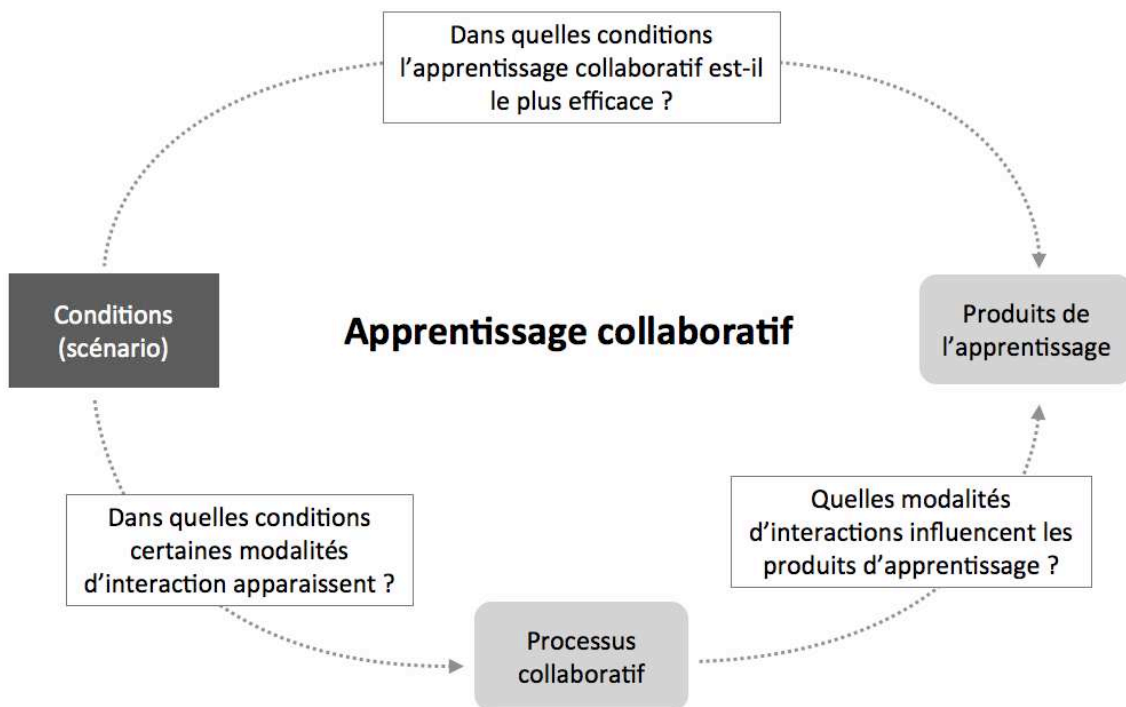 Dans quelles conditions
l’apprentissage collaboratif est-il
le plus efficace ?
Conditions
(scénario)
Apprentissage collaboratif
Produits de
l’apprentissage
Dans quelles conditions
certaines modalités
d’interaction apparaissent ?
Quelles modalités
d’interactions influencent les
produits d’apprentissage ?
Processus
collaboratif